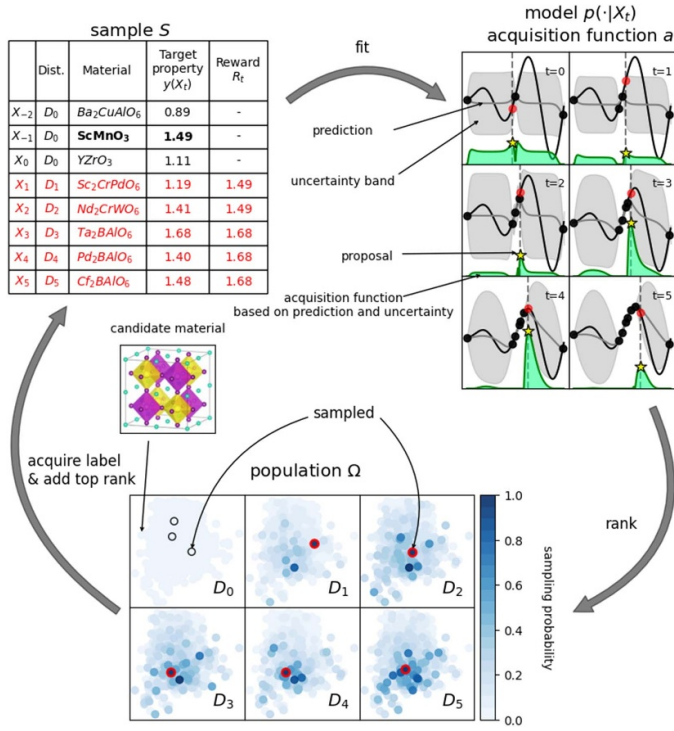 sample S
Dist. Material Target property y(X_t) Reward R_t
X_{-2} D_0 Ba_2CuAlO_6 0.89 -
X_{-1} D_0 ScMnO_3 1.49 -
X_0 D_0 YZrO_3 1.11 -
X_1 D_1 Sc_2CrPdO_6 1.19 1.49
X_2 D_2 Nd_2CrWO_6 1.41 1.49
X_3 D_3 Ta_2BAlO_6 1.68 1.68
X_4 D_4 Pd_2BAlO_6 1.40 1.68
X_5 D_5 Cf_2BAlO_6 1.48 1.68
fit
model p(·|X_t)
acquisition function a
t=0
t=1
t=2
t=3
t=4
t=5
prediction
uncertainty band
proposal
acquisition function
based on prediction and uncertainty
candidate material
sampled
acquire label
& add top rank
population Ω
rank
D_0
D_1
D_2
D_3
D_4
D_5
1.0
0.8
0.6
0.4
0.2
0.0
sampling probability